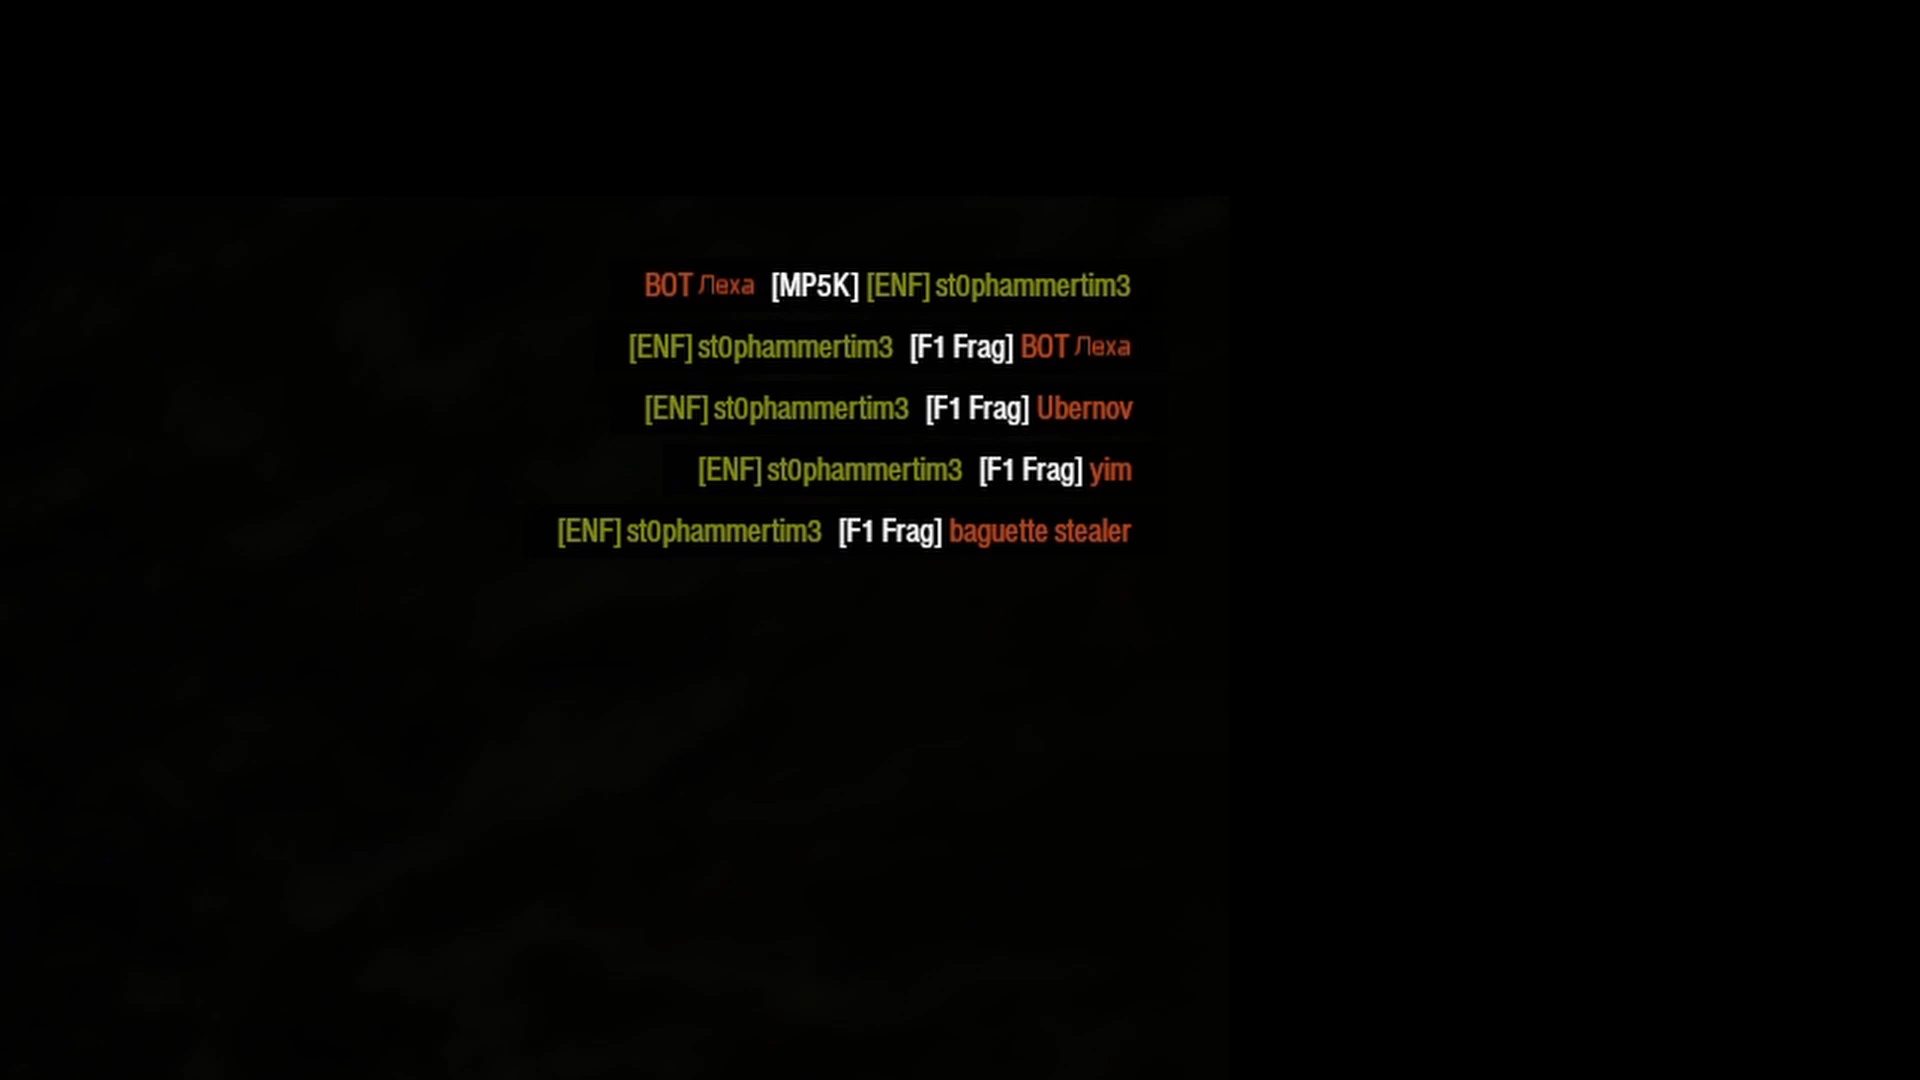 BOT Леха [MP5K] [ENF] st0phammertim3
[ENF] st0phammertim3 [F1 Frag] BOT Леха
[ENF] st0phammertim3 [F1 Frag] Ubernov
[ENF] st0phammertim3 [F1 Frag] yim
[ENF] st0phammertim3 [F1 Frag] baguette stealer